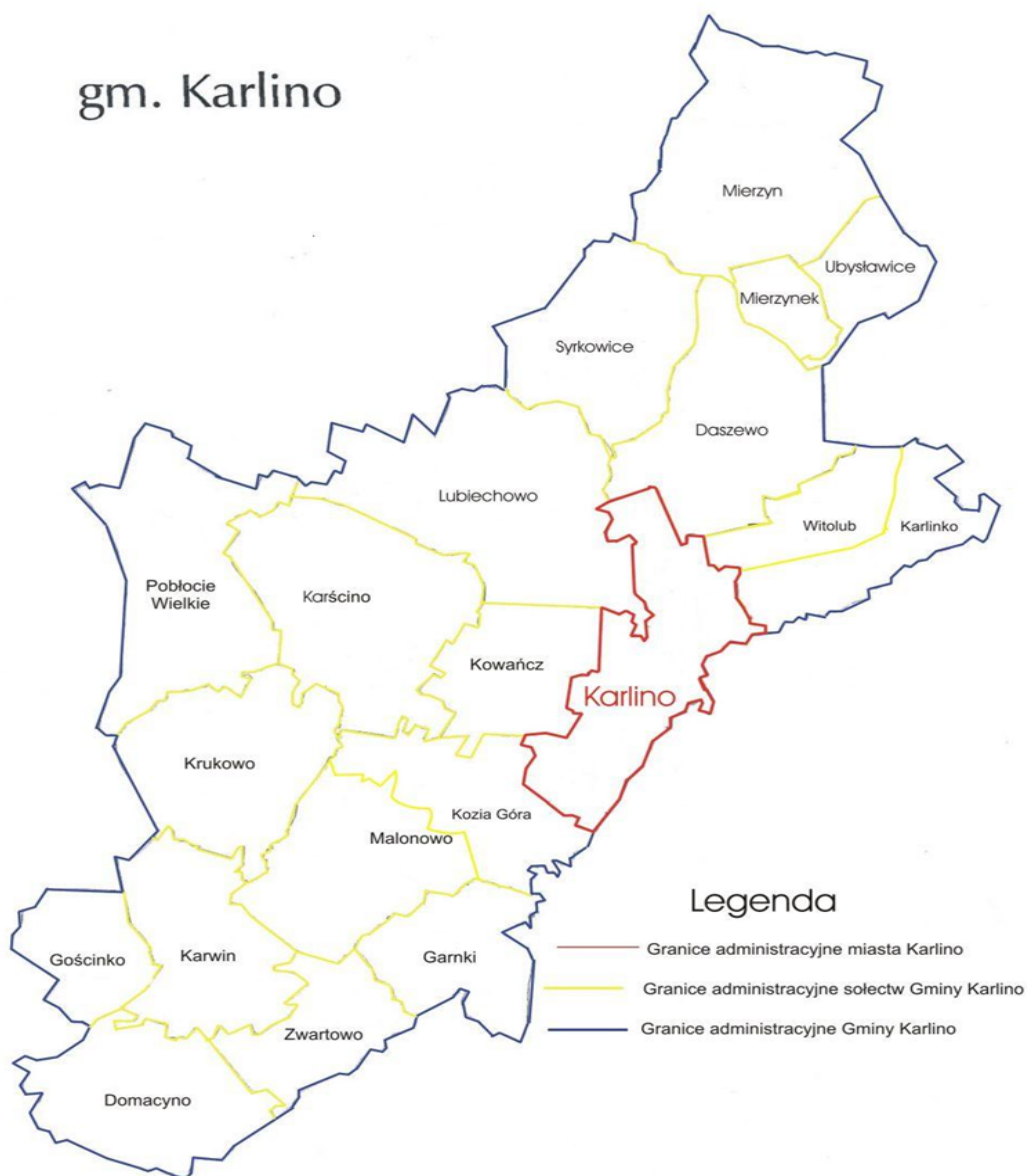 gm. Karlino
Mierzyn
Ubysławice
Mierzynek
Syrkowice
Daszewo
Lubiechowo
Witolub
Karlinko
Pobłocie
Wielkie
Karścino
Kowańcz
Karlino
Krukowo
Kozia Góra
Malonowo
Gościnko
Karwin
Garnki
Zwartowo
Domacyno
Legenda
Granice administracyjne miasta Karlino
Granice administracyjne sołectw Gminy Karlino
Granice administracyjne Gminy Karlino